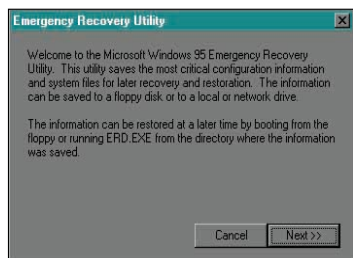 Emergency Recovery Utility
Welcome to the Microsoft Windows 95 Emergency Recovery
Utility. This utility saves the most critical configuration information
and system files for later recovery and restoration. The information
can be saved to a floppy disk or to a local or network drive.
The information can be restored at a later time by booting from the
floppy or running ERD.EXE from the directory where the information
was saved.
Cancel
Next >>